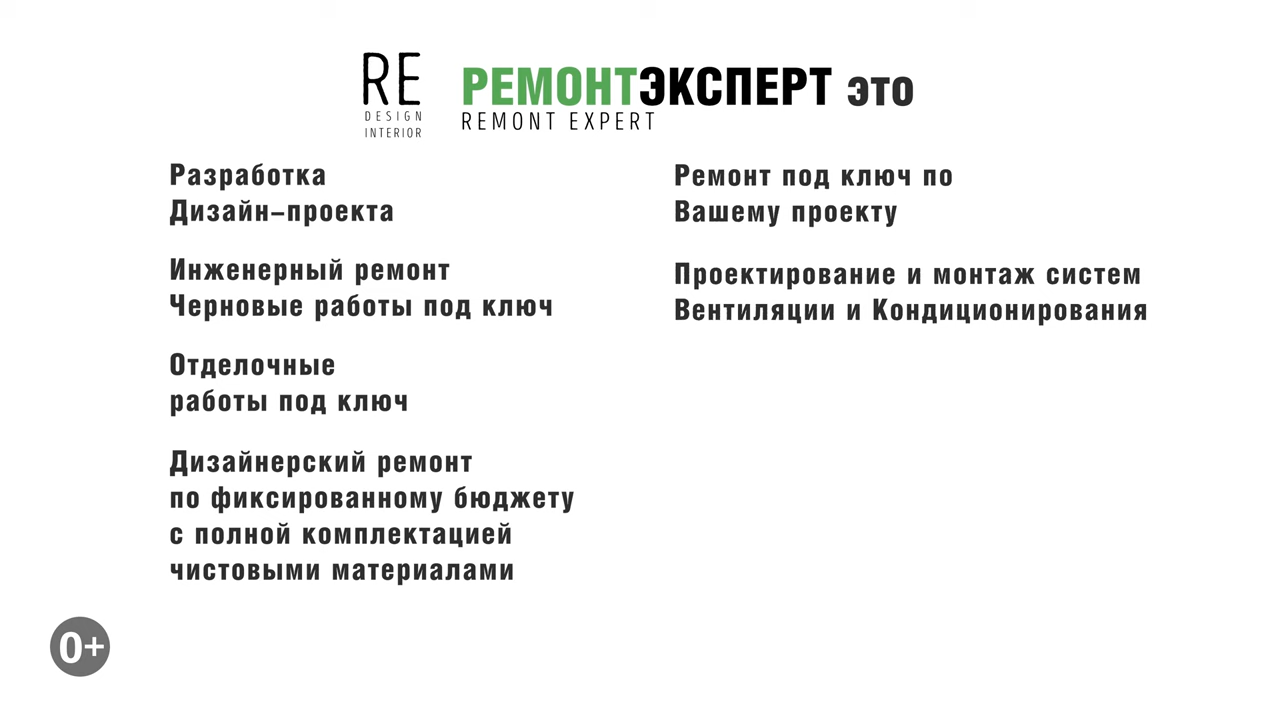 RE
DESIGN
INTERIOR
РЕМОНТЭКСПЕРТ это
REMONT EXPERT
Разработка
Дизайн–проекта
Инженерный ремонт
Черновые работы под ключ
Отделочные
работы под ключ
Дизайнерский ремонт
по фиксированному бюджету
с полной комплектацией
чистовыми материалами
Ремонт под ключ по
Вашему проекту
Проектирование и монтаж систем
Вентиляции и Кондиционирования
0+